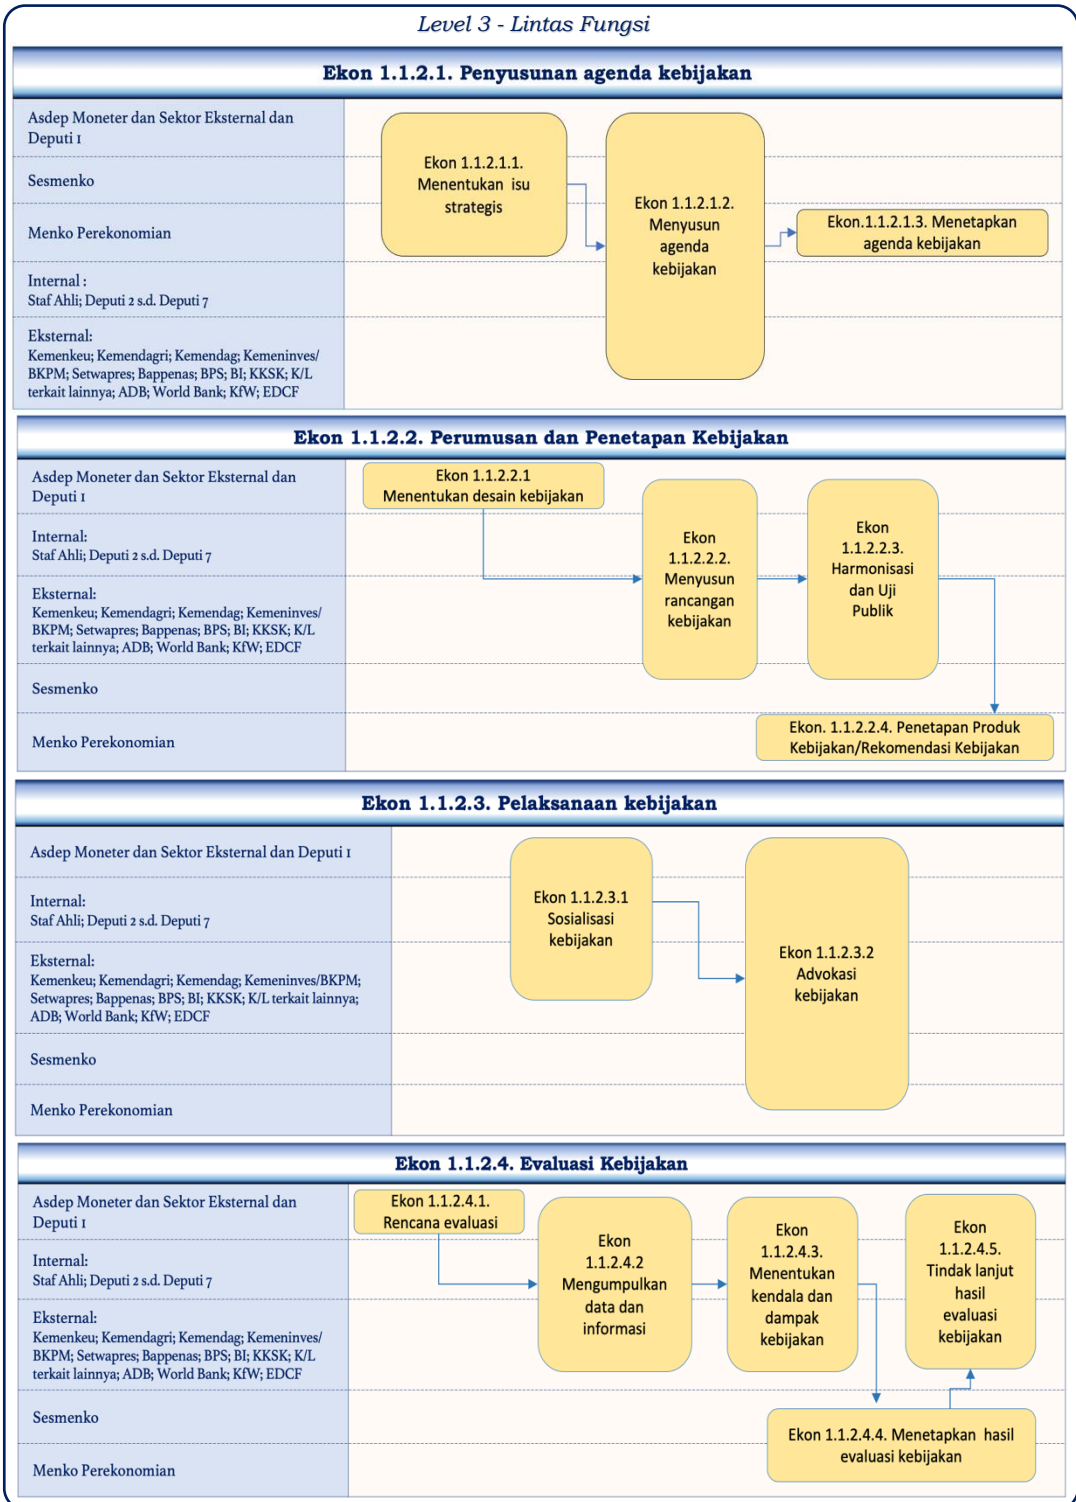 Level 3 - Lintas Fungsi
Ekon 1.1.2.1. Penyusunan agenda kebijakan
Asdep Moneter dan Sektor Eksternal dan
Deputi 1
Sesmenko
Menko Perekonomian
Internal :
Staf Ahli; Deputi 2 s.d. Deputi 7
Eksternal:
Kemenkeu; Kemendagri; Kemendag; Kemeninves/
BKPM; Setwapres; Bappenas; BPS; BI; KKSK; K/L
terkait lainnya; ADB; World Bank; KfW; EDCF
Ekon 1.1.2.1.1.
Menentukan isu
strategis
Ekon 1.1.2.1.2.
Menyusun
agenda
kebijakan
Ekon.1.1.2.1.3. Menetapkan
agenda kebijakan
Ekon 1.1.2.2. Perumusan dan Penetapan Kebijakan
Asdep Moneter dan Sektor Eksternal dan
Deputi 1
Internal:
Staf Ahli; Deputi 2 s.d. Deputi 7
Eksternal:
Kemenkeu; Kemendagri; Kemendag; Kemeninves/
BKPM; Setwapres; Bappenas; BPS; BI; KKSK; K/L
terkait lainnya; ADB; World Bank; KfW; EDCF
Sesmenko
Menko Perekonomian
Ekon 1.1.2.2.1
Menentukan desain kebijakan
Ekon
1.1.2.2.2.
Menyusun
rancangan
kebijakan
Ekon
1.1.2.2.3.
Harmonisasi
dan Uji
Publik
Ekon. 1.1.2.2.4. Penetapan Produk
Kebijakan/Rekomendasi Kebijakan
Ekon 1.1.2.3. Pelaksanaan kebijakan
Asdep Moneter dan Sektor Eksternal dan Deputi 1
Internal:
Staf Ahli; Deputi 2 s.d. Deputi 7
Eksternal:
Kemenkeu; Kemendagri; Kemendag; Kemeninves/BKPM;
Setwapres; Bappenas; BPS; BI; KKSK; K/L terkait lainnya;
ADB; World Bank; KfW; EDCF
Sesmenko
Menko Perekonomian
Ekon 1.1.2.3.1
Sosialisasi
kebijakan
Ekon 1.1.2.3.2
Advokasi
kebijakan
Ekon 1.1.2.4. Evaluasi Kebijakan
Asdep Moneter dan Sektor Eksternal dan
Deputi 1
Internal:
Staf Ahli; Deputi 2 s.d. Deputi 7
Eksternal:
Kemenkeu; Kemendagri; Kemendag; Kemeninves/
BKPM; Setwapres; Bappenas; BPS; BI; KKSK; K/L
terkait lainnya; ADB; World Bank; KfW; EDCF
Sesmenko
Menko Perekonomian
Ekon 1.1.2.4.1.
Rencana evaluasi
Ekon
1.1.2.4.2
Mengumpulkan
data dan
informasi
Ekon
1.1.2.4.3.
Menentukan
kendala dan
dampak
kebijakan
Ekon
1.1.2.4.5.
Tindak lanjut
hasil
evaluasi
kebijakan
Ekon 1.1.2.4.4. Menetapkan hasil
evaluasi kebijakan